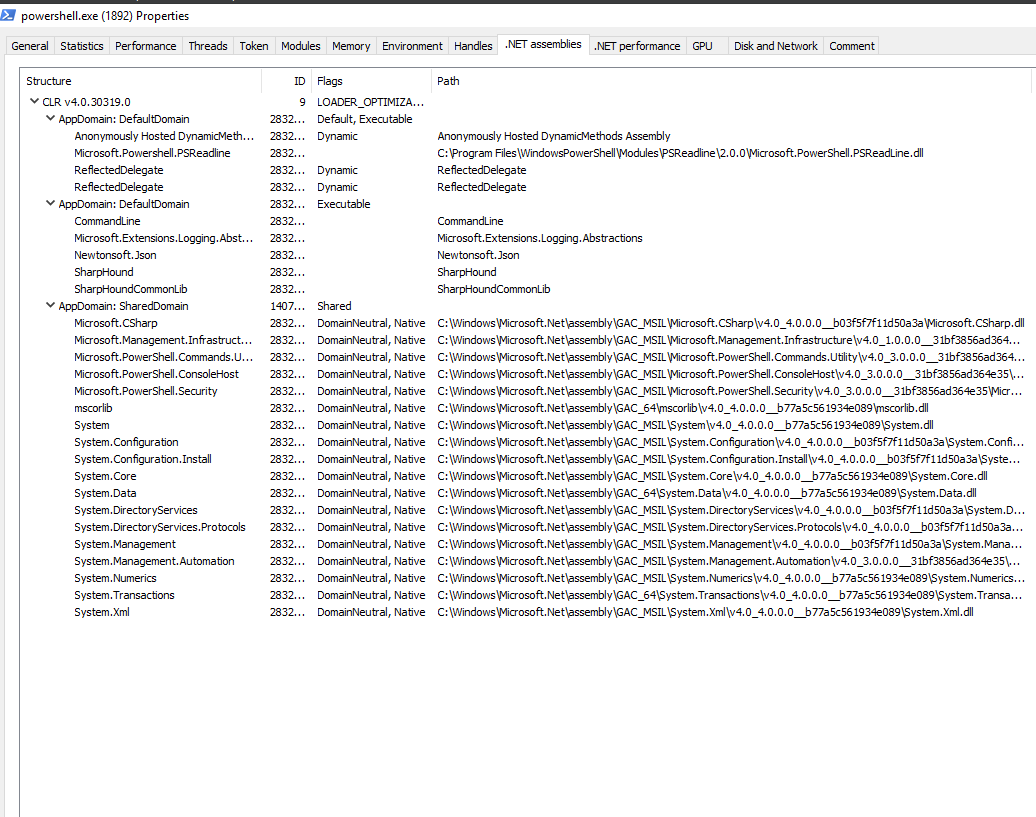 powershell.exe (1892) Properties
General Statistics Performance Threads Token Modules Memory Environment Handles .NET assemblies .NET performance GPU Disk and Network Comment
Structure ID Flags Path
CLR v4.0.30319.0 9 LOADER_OPTIMIZA...
AppDomain: DefaultDomain 2832... Default, Executable
Anonymously Hosted DynamicMeth... 2832... Dynamic Anonymously Hosted DynamicMethods Assembly
Microsoft.Powershell.PSReadline 2832... C:\Program Files\WindowsPowerShell\Modules\PSReadline\2.0.0\Microsoft.PowerShell.PSReadLine.dll
ReflectedDelegate 2832... Dynamic ReflectedDelegate
ReflectedDelegate 2832... Dynamic ReflectedDelegate
AppDomain: DefaultDomain 2832... Executable
CommandLine 2832... CommandLine
Microsoft.Extensions.Logging.Abst... 2832... Microsoft.Extensions.Logging.Abstractions
Newtonsoft.Json 2832... Newtonsoft.Json
SharpHound 2832... SharpHound
SharpHoundCommonLib 2832... SharpHoundCommonLib
AppDomain: SharedDomain 1407... Shared
Microsoft.CSharp 2832... DomainNeutral, Native C:\Windows\Microsoft.Net\assembly\GAC_MSIL\Microsoft.CSharp\v4.0_4.0.0.0__b03f5f7f11d50a3a\Microsoft.CSharp.dll
Microsoft.Management.Infrastruct... 2832... DomainNeutral, Native C:\Windows\Microsoft.Net\assembly\GAC_MSIL\Microsoft.Management.Infrastructure\v4.0_1.0.0.0__31bf3856ad364...
Microsoft.PowerShell.Commands.U... 2832... DomainNeutral, Native C:\Windows\Microsoft.Net\assembly\GAC_MSIL\Microsoft.PowerShell.Commands.Utility\v4.0_3.0.0.0__31bf3856ad364...
Microsoft.PowerShell.ConsoleHost 2832... DomainNeutral, Native C:\Windows\Microsoft.Net\assembly\GAC_MSIL\Microsoft.PowerShell.ConsoleHost\v4.0_3.0.0.0__31bf3856ad364e35\...
Microsoft.PowerShell.Security 2832... DomainNeutral, Native C:\Windows\Microsoft.Net\assembly\GAC_MSIL\Microsoft.PowerShell.Security\v4.0_3.0.0.0__31bf3856ad364e35\Micr...
mscorlib 2832... DomainNeutral, Native C:\Windows\Microsoft.Net\assembly\GAC_64\mscorlib\v4.0_4.0.0.0__b77a5c561934e089\mscorlib.dll
System 2832... DomainNeutral, Native C:\Windows\Microsoft.Net\assembly\GAC_MSIL\System\v4.0_4.0.0.0__b77a5c561934e089\System.dll
System.Configuration 2832... DomainNeutral, Native C:\Windows\Microsoft.Net\assembly\GAC_MSIL\System.Configuration\v4.0_4.0.0.0__b03f5f7f11d50a3a\System.Confi...
System.Configuration.Install 2832... DomainNeutral, Native C:\Windows\Microsoft.Net\assembly\GAC_MSIL\System.Configuration.Install\v4.0_4.0.0.0__b03f5f7f11d50a3a\Syste...
System.Core 2832... DomainNeutral, Native C:\Windows\Microsoft.Net\assembly\GAC_MSIL\System.Core\v4.0_4.0.0.0__b77a5c561934e089\System.Core.dll
System.Data 2832... DomainNeutral, Native C:\Windows\Microsoft.Net\assembly\GAC_64\System.Data\v4.0_4.0.0.0__b77a5c561934e089\System.Data.dll
System.DirectoryServices 2832... DomainNeutral, Native C:\Windows\Microsoft.Net\assembly\GAC_MSIL\System.DirectoryServices\v4.0_4.0.0.0__b03f5f7f11d50a3a\System.D...
System.DirectoryServices.Protocols 2832... DomainNeutral, Native C:\Windows\Microsoft.Net\assembly\GAC_MSIL\System.DirectoryServices.Protocols\v4.0_4.0.0.0__b03f5f7f11d50a3a...
System.Management 2832... DomainNeutral, Native C:\Windows\Microsoft.Net\assembly\GAC_MSIL\System.Management\v4.0_4.0.0.0__b03f5f7f11d50a3a\System.Mana...
System.Management.Automation 2832... DomainNeutral, Native C:\Windows\Microsoft.Net\assembly\GAC_MSIL\System.Management.Automation\v4.0_3.0.0.0__31bf3856ad364e35\...
System.Numerics 2832... DomainNeutral, Native C:\Windows\Microsoft.Net\assembly\GAC_MSIL\System.Numerics\v4.0_4.0.0.0__b77a5c561934e089\System.Numerics...
System.Transactions 2832... DomainNeutral, Native C:\Windows\Microsoft.Net\assembly\GAC_64\System.Transactions\v4.0_4.0.0.0__b77a5c561934e089\System.Transa...
System.Xml 2832... DomainNeutral, Native C:\Windows\Microsoft.Net\assembly\GAC_MSIL\System.Xml\v4.0_4.0.0.0__b77a5c561934e089\System.Xml.dll